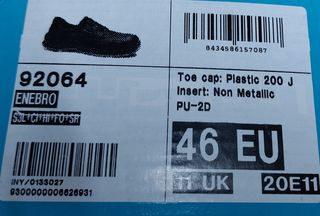 8434586157087
92064
ENEBRO
S3L+CI+HI+FO+SR
Toe cap: Plastic 200 J
Insert: Non Metallic
PU-2D
46 EU
11 UK
20E11
INY/0133027
9300000006826931